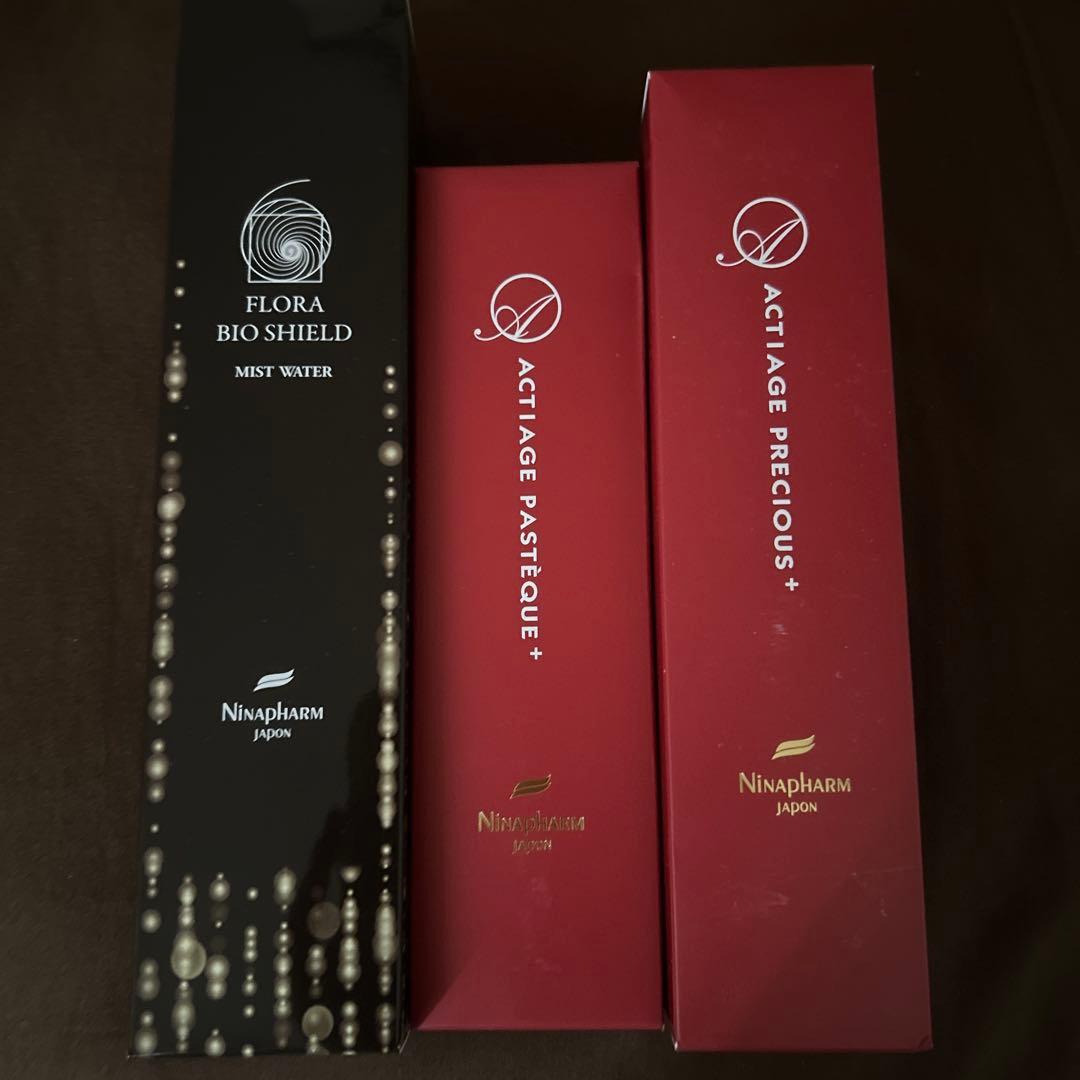 FLORA
BIO SHIELD
MIST WATER
NINAPHARM
JAPON
A
ACTIAGE PASTÈQUE+
NINAPHARM
JAPON
A
ACTIAGE PRECIOUS+
NINAPHARM
JAPON